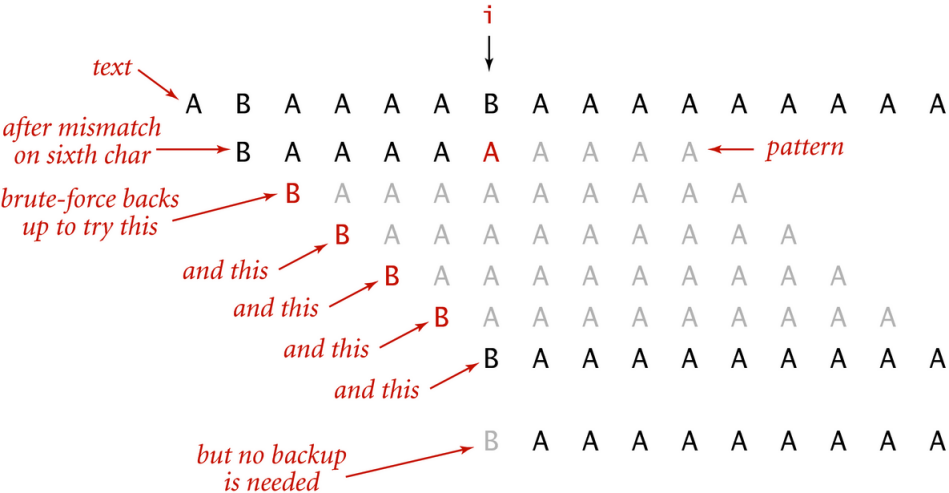 i
text
A B A A A A B A A A A A A A A A
after mismatch
on sixth char
B A A A A A A A A A
pattern
brute-force backs
up to try this
B A A A A A A A A A
and this
B A A A A A A A A A
and this
B A A A A A A A A A
and this
B A A A A A A A A A
and this
B A A A A A A A A A
but no backup
is needed
B A A A A A A A A A